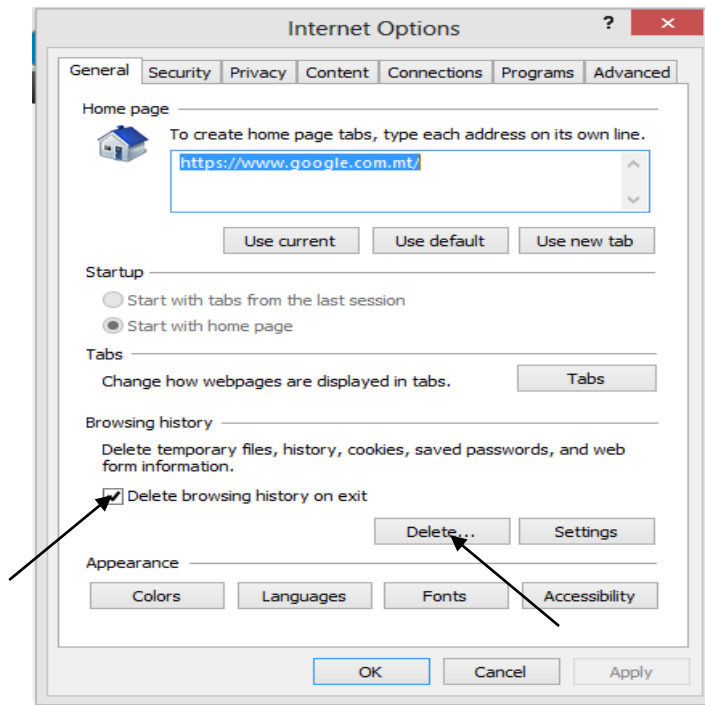 Internet Options
?
General Security Privacy Content Connections Programs Advanced
Home page
To create home page tabs, type each address on its own line.
https://www.google.com.mt/
Use current Use default Use new tab
Startup
Start with tabs from the last session
Start with home page
Tabs
Change how webpages are displayed in tabs. Tabs
Browsing history
Delete temporary files, history, cookies, saved passwords, and web
form information.
Delete browsing history on exit
Delete... Settings
Appearance
Colors Languages Fonts Accessibility
OK Cancel Apply